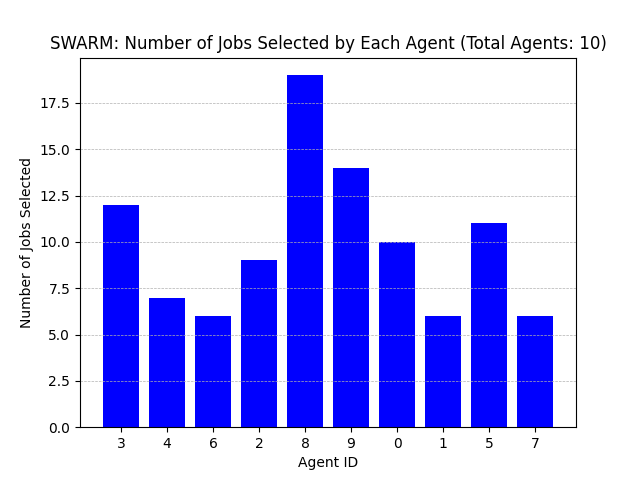 SWARM: Number of Jobs Selected by Each Agent (Total Agents: 10)
Number of Jobs Selected
17.5
15.0
12.5
10.0
7.5
5.0
2.5
0.0
3 4 6 2 8 9 0 1 5 7
Agent ID